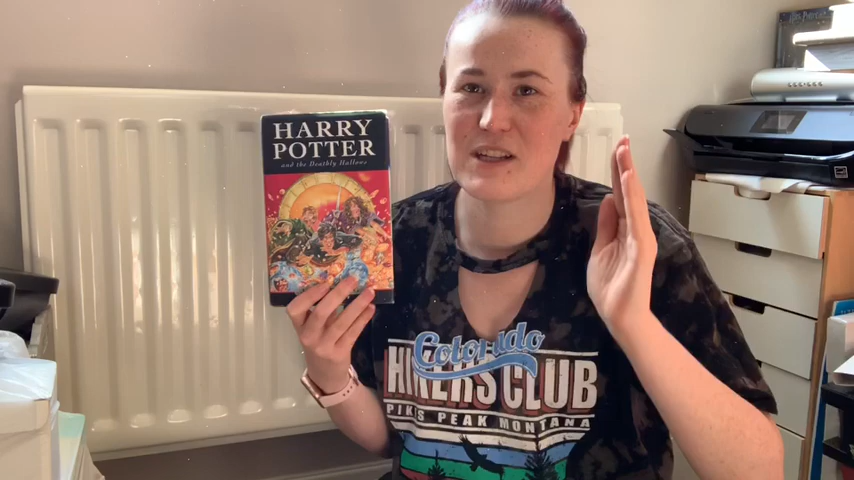 HARRY
POTTER
and the Deathly Hallows
Colorado
HIKERS CLUB
PIKES PEAK MONTANA